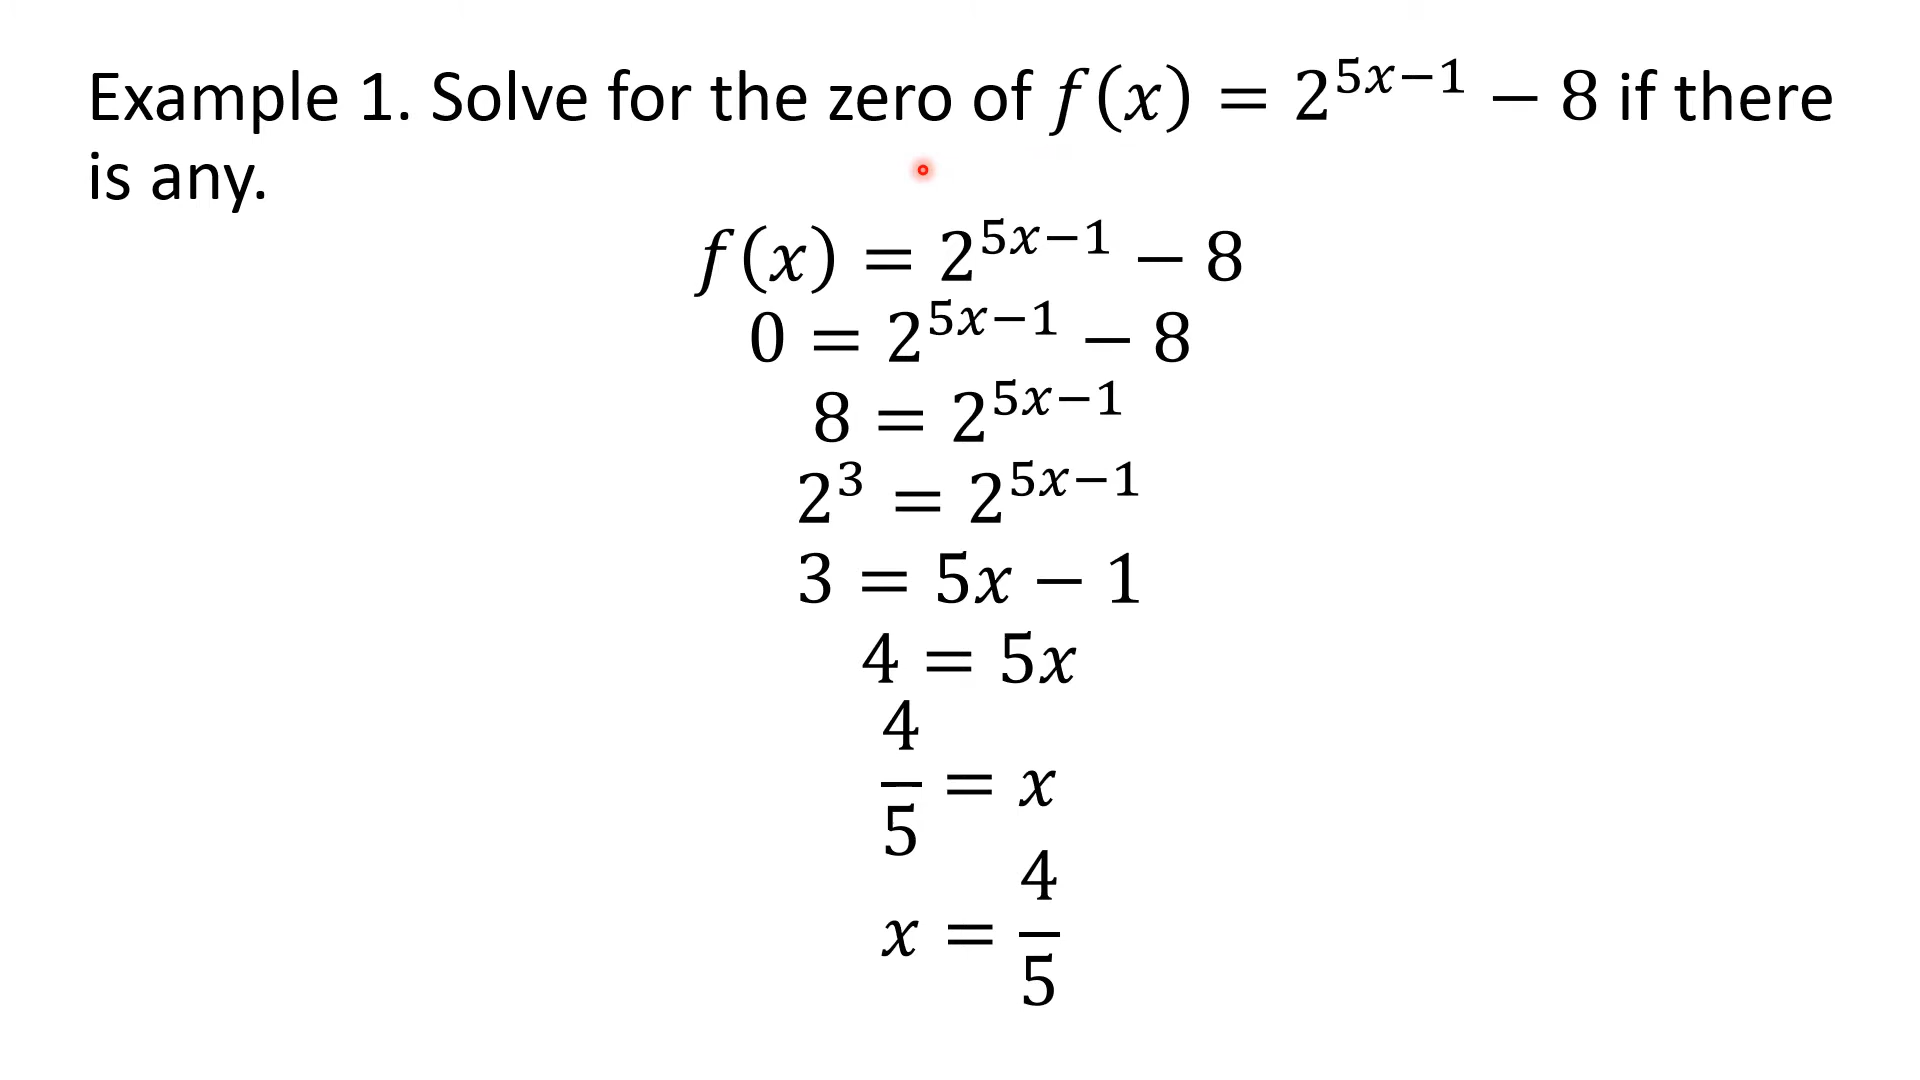 Example 1. Solve for the zero of f(x) = 2^{5x−1} − 8 if there
is any.
f(x) = 2^{5x−1} − 8
0 = 2^{5x−1} − 8
8 = 2^{5x−1}
2^3 = 2^{5x−1}
3 = 5x − 1
4 = 5x
4/5 = x
x = 4/5